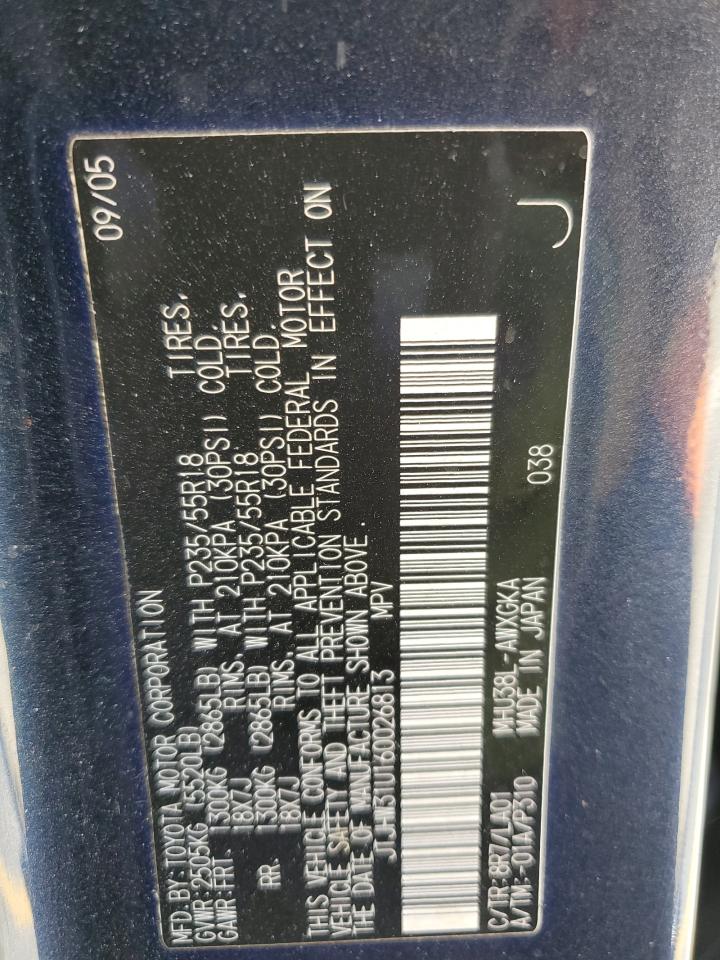 MFD.BY:TOYOTA MOTOR CORPORATION 09/05
GVWR:2505KG (5520LB)
GAWR:FRT. 1300KG (2865LB) WITH P235/55R18 TIRES,
18X7J RIMS, AT 210KPA (30PSI) COLD
RR. 1300KG (2865LB) WITH P235/55R18 TIRES,
18X7J RIMS, AT 210KPA (30PSI) COLD.
THIS VEHICLE CONFORMS TO ALL APPLICABLE FEDERAL MOTOR
VEHICLE SAFETY AND THEFT PREVENTION STANDARDS IN EFFECT ON
THE DATE OF MANUFACTURE SHOWN ABOVE.
JTJHT31U160026813 MPV
C/TR:8R7/LA01 MHU38L-AWXGKA
A/TM:-01A/P310 MADE IN JAPAN 038 J